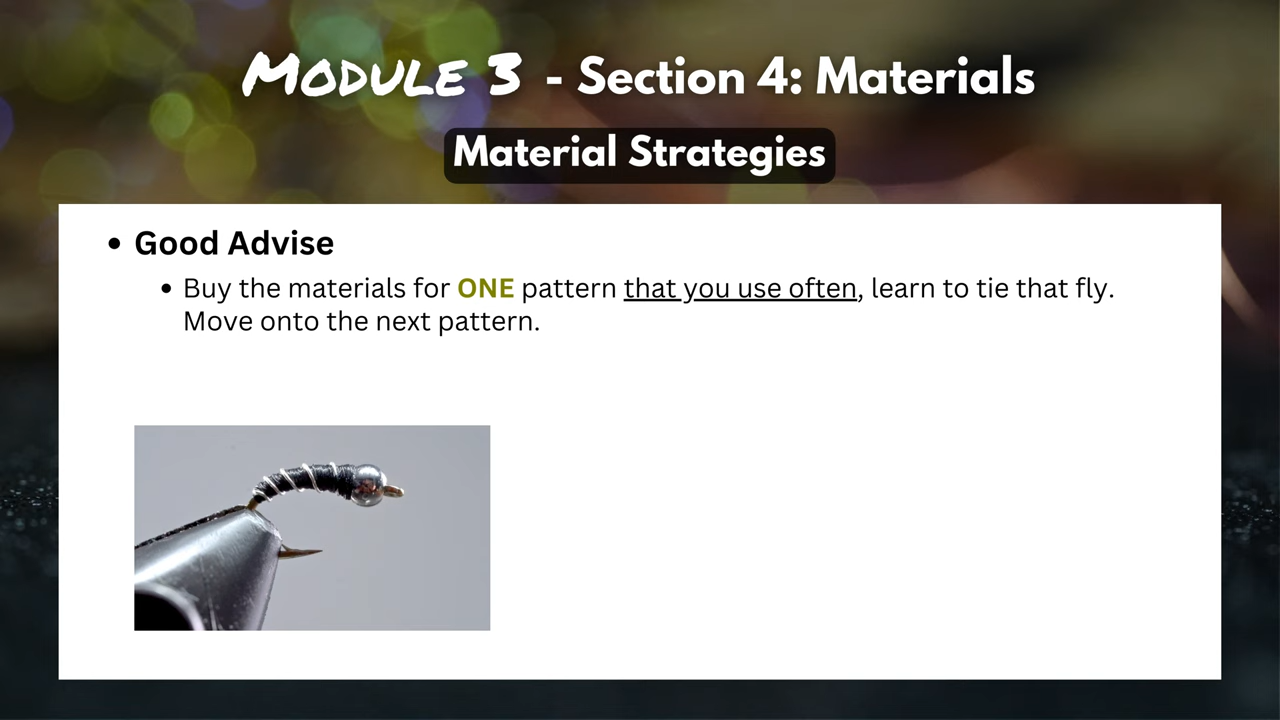 MODULE 3 - Section 4: Materials
Material Strategies
• Good Advise
• Buy the materials for ONE pattern that you use often, learn to tie that fly.
Move onto the next pattern.